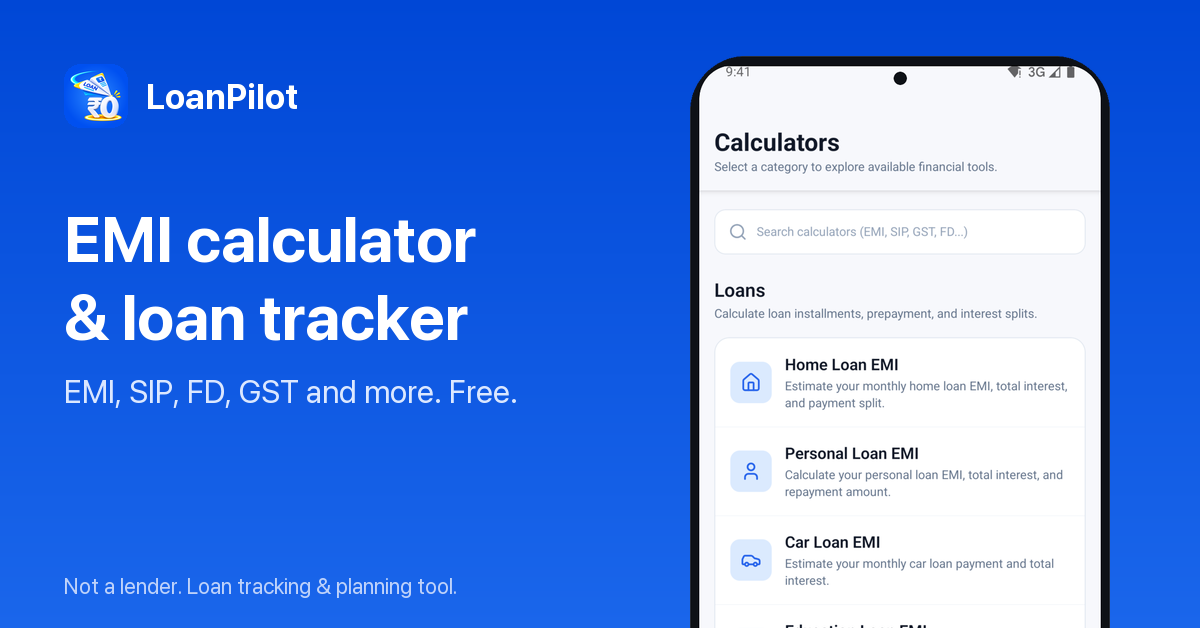 LOAN
₹0
LoanPilot
EMI calculator
& loan tracker
EMI, SIP, FD, GST and more. Free.
Not a lender. Loan tracking & planning tool.
9:41
3G
Calculators
Select a category to explore available financial tools.
Search calculators (EMI, SIP, GST, FD...)
Loans
Calculate loan installments, prepayment, and interest splits.
Home Loan EMI
Estimate your monthly home loan EMI, total interest,
and payment split.
Personal Loan EMI
Calculate your personal loan EMI, total interest, and
repayment amount.
Car Loan EMI
Estimate your monthly car loan payment and total
interest.